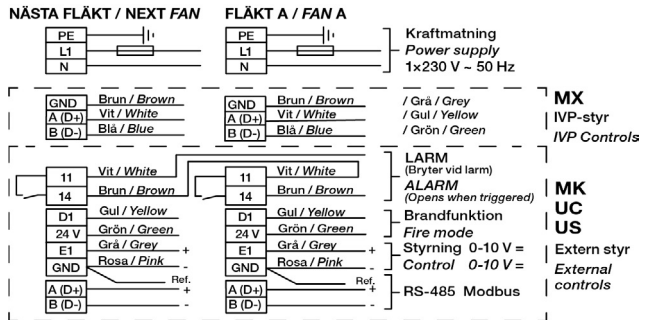 NÄSTA FLÄKT / NEXT FAN
FLÄKT A / FAN A
PE
L1
N
PE
L1
N
Kraftmatning
Power supply
1×230 V ~ 50 Hz
GND Brun / Brown
A (D+) Vit / White
B (D-) Blå / Blue
GND Brun / Brown / Grå / Grey
A (D+) Vit / White / Gul / Yellow
B (D-) Blå / Blue / Grön / Green
MX
IVP-styr
IVP Controls
11 Vit / White
14 Brun / Brown
D1 Gul / Yellow
24 V Grön / Green
E1 Grå / Grey +
GND Rosa / Pink -
Ref.
A (D+) +
B (D-) -
11 Vit / White
14 Brun / Brown
D1 Gul / Yellow
24 V Grön / Green
E1 Grå / Grey +
GND Rosa / Pink -
Ref.
A (D+) +
B (D-) -
LARM
(Bryter vid larm)
ALARM
(Opens when triggered)
Brandfunktion
Fire mode
Styrning 0-10 V =
Control 0-10 V =
RS-485 Modbus
MK
UC
US
Extern styr
External
controls